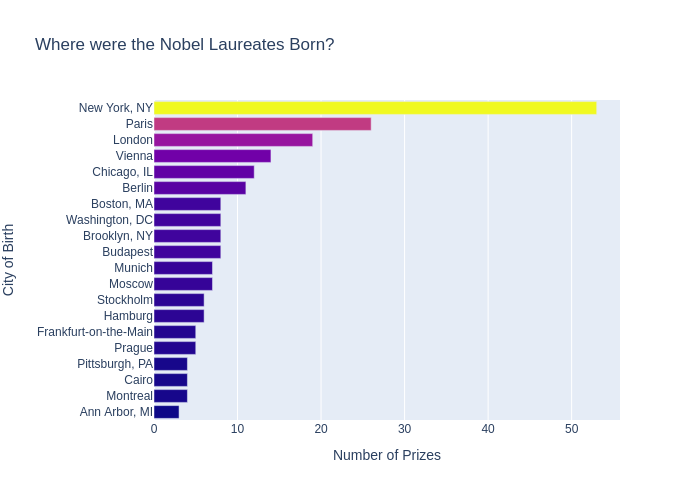 Where were the Nobel Laureates Born?
City of Birth
New York, NY
Paris
London
Vienna
Chicago, IL
Berlin
Boston, MA
Washington, DC
Brooklyn, NY
Budapest
Munich
Moscow
Stockholm
Hamburg
Frankfurt-on-the-Main
Prague
Pittsburgh, PA
Cairo
Montreal
Ann Arbor, MI
0 10 20 30 40 50
Number of Prizes